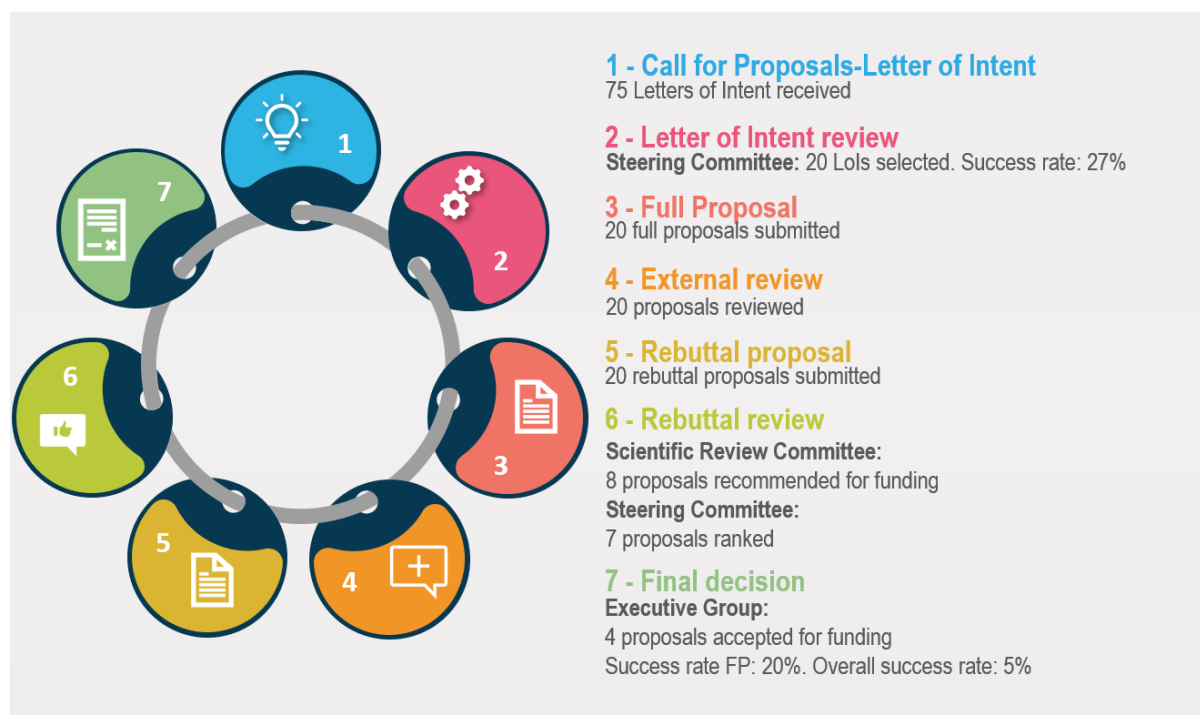 1
2
3
4
5
6
7
1 - Call for Proposals-Letter of Intent
75 Letters of Intent received
2 - Letter of Intent review
Steering Committee: 20 LoIs selected. Success rate: 27%
3 - Full Proposal
20 full proposals submitted
4 - External review
20 proposals reviewed
5 - Rebuttal proposal
20 rebuttal proposals submitted
6 - Rebuttal review
Scientific Review Committee:
8 proposals recommended for funding
Steering Committee:
7 proposals ranked
7 - Final decision
Executive Group:
4 proposals accepted for funding
Success rate FP: 20%. Overall success rate: 5%